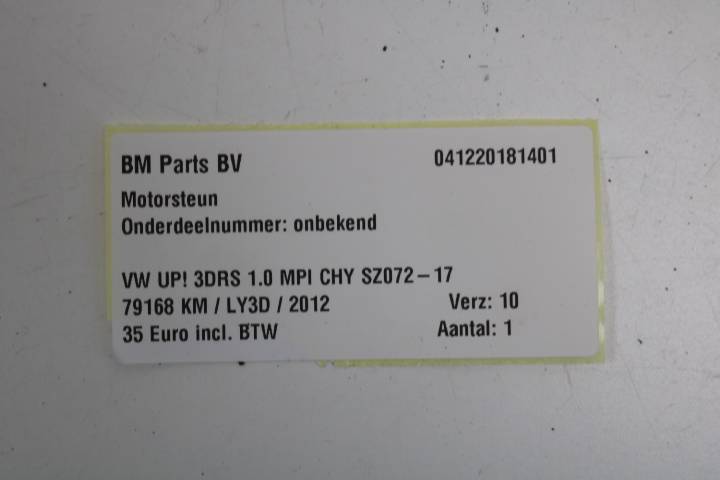 BM Parts BV 041220181401
Motorsteun
Onderdeelnummer: onbekend
VW UP! 3DRS 1.0 MPI CHY SZ072-17
79168 KM / LY3D / 2012 Verz: 10
35 Euro incl. BTW Aantal: 1